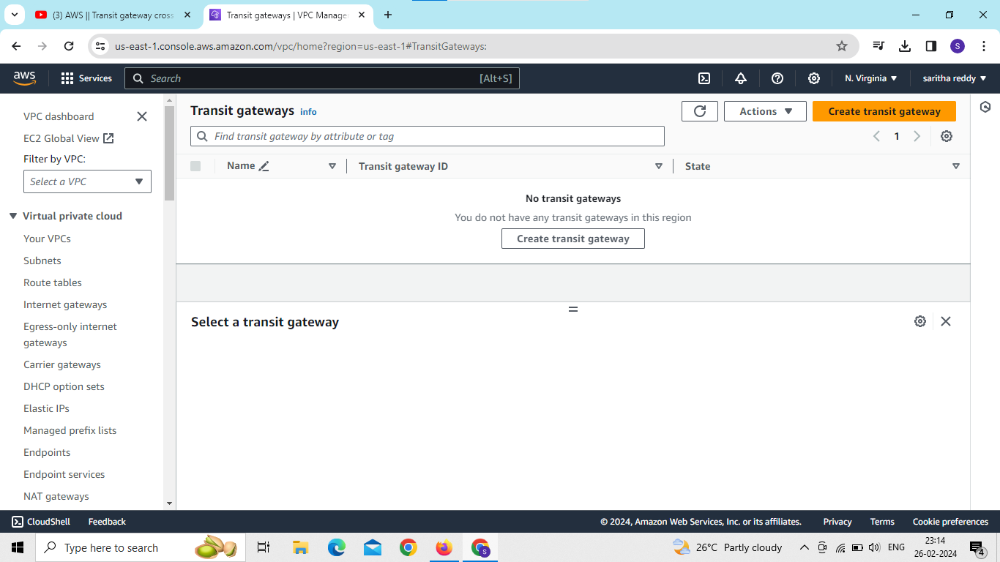 (3) AWS || Transit gateway cross
Transit gateways | VPC Manage
us-east-1.console.aws.amazon.com/vpc/home?region=us-east-1#TransitGateways:
S
aws
Services
Search
[Alt+S]
N. Virginia
saritha reddy
VPC dashboard
EC2 Global View
Filter by VPC:
Select a VPC
Virtual private cloud
Your VPCs
Subnets
Route tables
Internet gateways
Egress-only internet
gateways
Carrier gateways
DHCP option sets
Elastic IPs
Managed prefix lists
Endpoints
Endpoint services
NAT gateways
Transit gateways info
Actions
Create transit gateway
Find transit gateway by attribute or tag
1
Name
Transit gateway ID
State
No transit gateways
You do not have any transit gateways in this region
Create transit gateway
Select a transit gateway
CloudShell
Feedback
© 2024, Amazon Web Services, Inc. or its affiliates.
Privacy
Terms
Cookie preferences
Type here to search
S
26°C Partly cloudy
ENG
23:14
26-02-2024
4